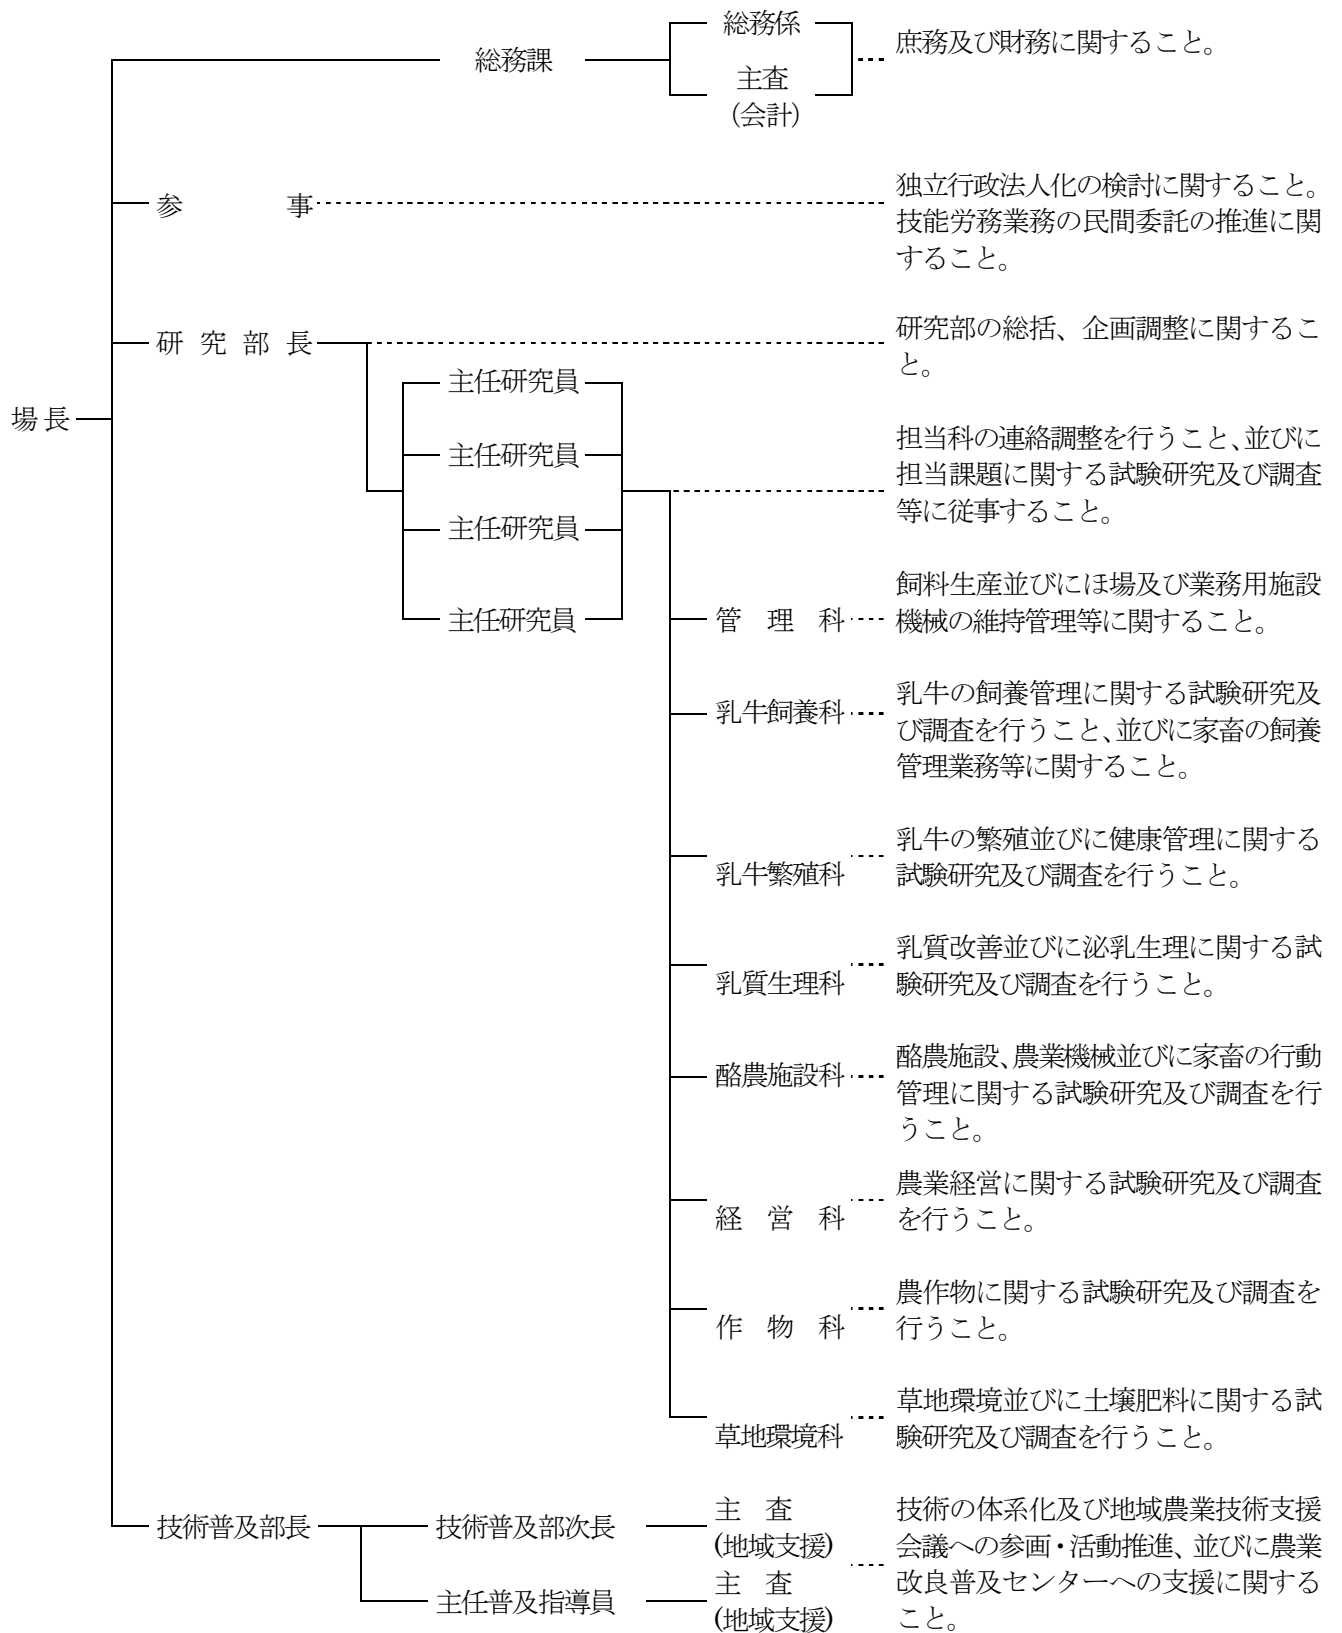 総務係
庶務及び財務に関すること。
総務課
主査
(会計)
独立行政法人化の検討に関すること。
参　　　　事
技能労務業務の民間委託の推進に関
すること。
研究部の総括、企画調整に関するこ
研 究 部 長
と。
主任研究員
場 長
担当科の連絡調整を行うこと、並びに
主任研究員
担当課題に関する試験研究及び調査
等に従事すること。
主任研究員
飼料生産並びにほ場及び業務用施設
主任研究員
管　理　科
機械の維持管理等に関すること。
乳牛の飼養管理に関する試験研究及
乳牛飼養科
び調査を行うこと、並びに家畜の飼養
管理業務等に関すること。
乳牛の繁殖並びに健康管理に関する
乳牛繁殖科
試験研究及び調査を行うこと。
乳質改善並びに泌乳生理に関する試
乳質生理科
験研究及び調査を行うこと。
酪農施設、農業機械並びに家畜の行動
酪農施設科
管理に関する試験研究及び調査を行
うこと。
農業経営に関する試験研究及び調査
経　営　科
を行うこと。
農作物に関する試験研究及び調査を
作　物　科
行うこと。
草地環境並びに土壌肥料に関する試
草地環境科
験研究及び調査を行うこと。
技術普及部長
技術普及部次長
主　査
(地域支援)
主任普及指導員
主　査
(地域支援)
技術の体系化及び地域農業技術支援
会議への参画・活動推進、並びに農業
改良普及センターへの支援に関する
こと。